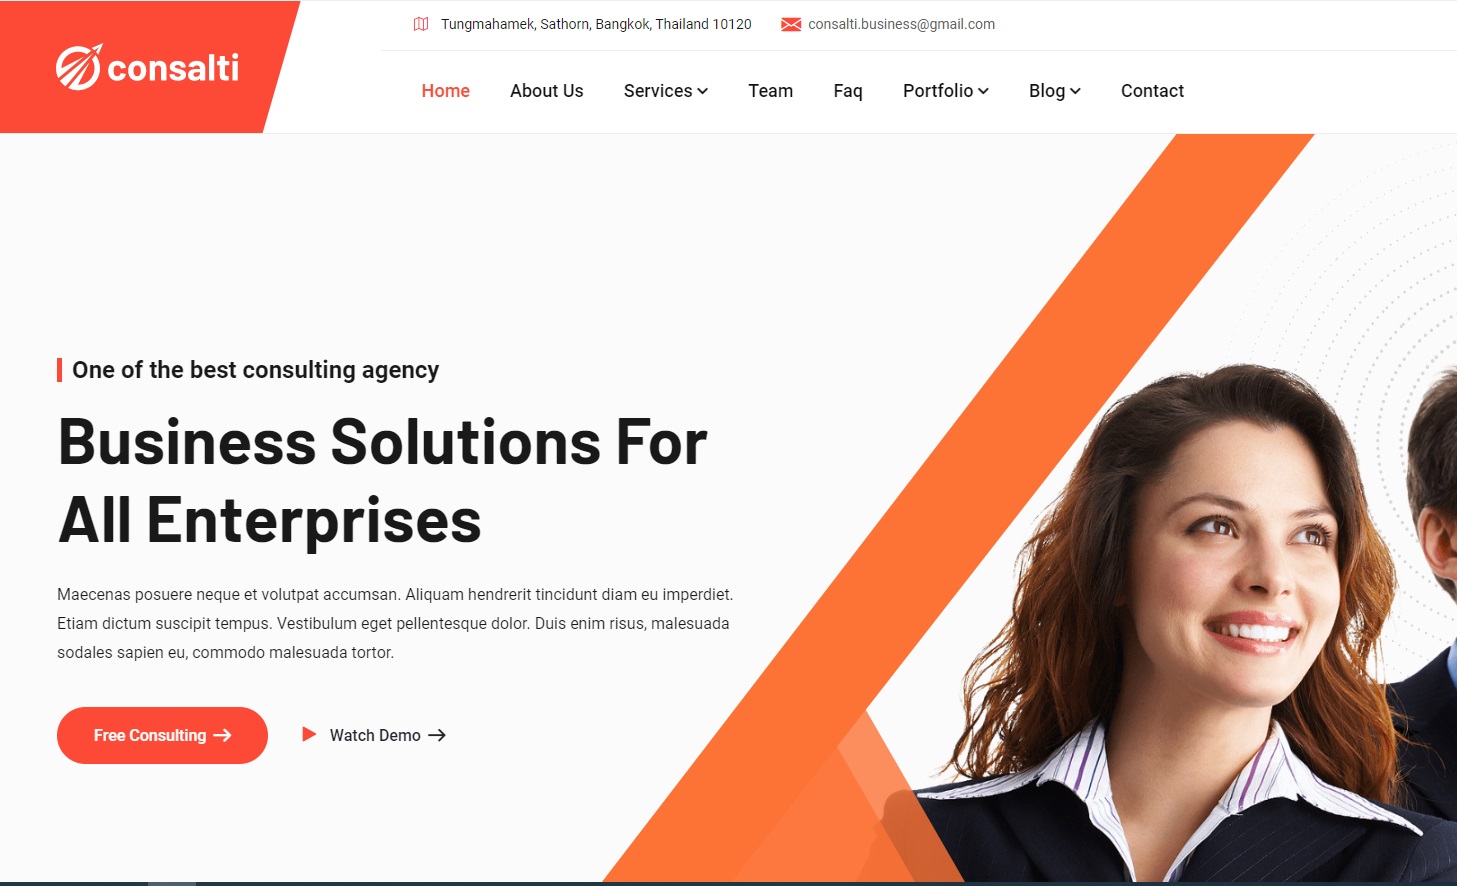 consalti
Tungmahamek, Sathorn, Bangkok, Thailand 10120
consalti.business@gmail.com
Home
About Us
Services
Team
Faq
Portfolio
Blog
Contact
One of the best consulting agency
Business Solutions For
All Enterprises
Maecenas posuere neque et volutpat accumsan. Aliquam hendrerit tincidunt diam eu imperdiet.
Etiam dictum suscipit tempus. Vestibulum eget pellentesque dolor. Duis enim risus, malesuada
sodales sapien eu, commodo malesuada tortor.
Free Consulting
Watch Demo